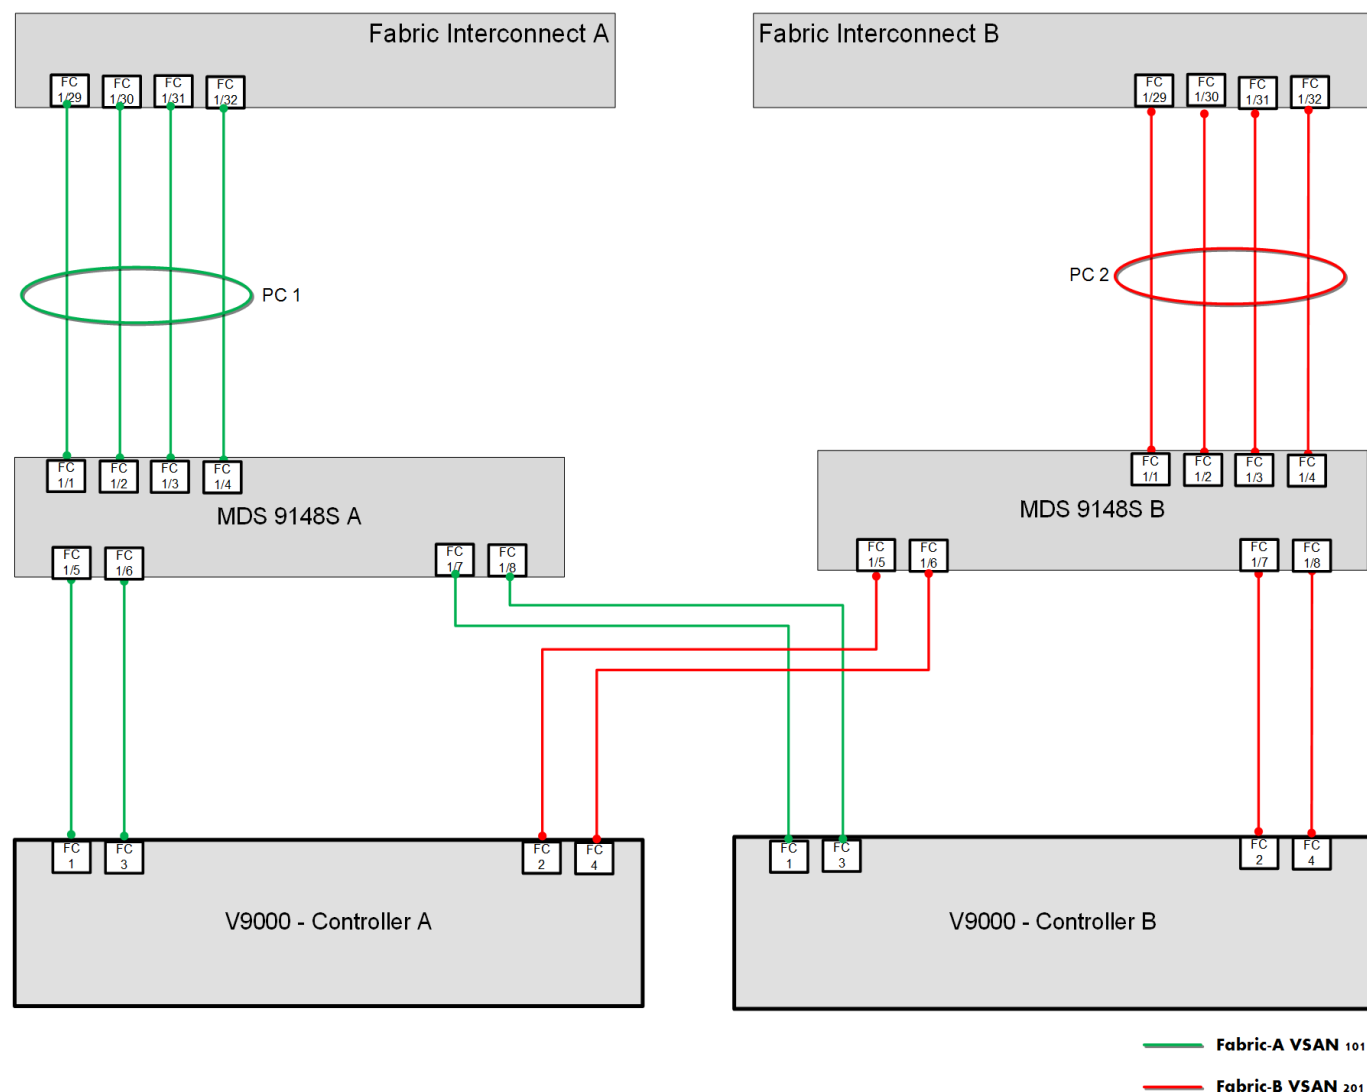 Fabric Interconnect A
Fabric Interconnect B
FC
1/29
FC
1/30
FC
1/31
FC
1/32
FC
1/29
FC
1/30
FC
1/31
FC
1/32
PC 1
PC 2
FC
1/1
FC
1/2
FC
1/3
FC
1/4
MDS 9148S A
FC
1/5
FC
1/6
FC
1/7
FC
1/8
FC
1/1
FC
1/2
FC
1/3
FC
1/4
MDS 9148S B
FC
1/5
FC
1/6
FC
1/7
FC
1/8
FC
1
FC
3
FC
2
FC
4
V9000 - Controller A
FC
1
FC
3
FC
2
FC
4
V9000 - Controller B
Fabric-A VSAN 101
Fabric-B VSAN 201